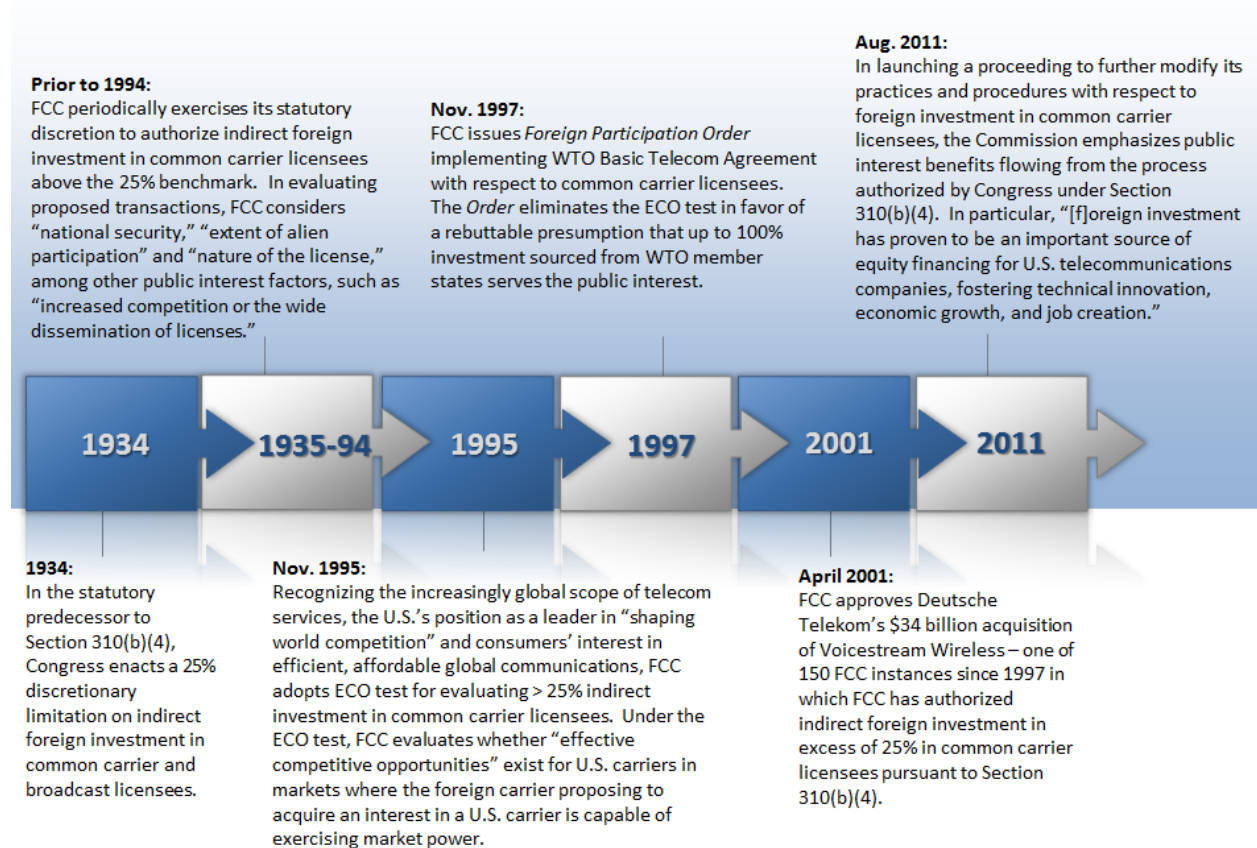 Prior to 1994:
FCC periodically exercises its statutory
discretion to authorize indirect foreign
investment in common carrier licensees
above the 25% benchmark.  In evaluating
proposed transactions, FCC considers
“national security,” “extent of alien
participation” and “nature of the license,”
among other public interest factors, such as
“increased competition or the wide
dissemination of licenses.”
Nov. 1997:
FCC issues Foreign Participation Order
implementing WTO Basic Telecom Agreement
with respect to common carrier licensees.
The Order eliminates the ECO test in favor of
a rebuttable presumption that up to 100%
investment sourced from WTO member
states serves the public interest.
Aug. 2011:
In launching a proceeding to further modify its
practices and procedures with respect to
foreign investment in common carrier
licensees, the Commission emphasizes public
interest benefits flowing from the process
authorized by Congress under Section
310(b)(4).  In particular, “[f]oreign investment
has proven to be an important source of
equity financing for U.S. telecommunications
companies, fostering technical innovation,
economic growth, and job creation.”
1934
1935-94
1995
1997
2001
2011
1934:
In the statutory
predecessor to
Section 310(b)(4),
Congress enacts a 25%
discretionary
limitation on indirect
foreign investment in
common carrier and
broadcast licensees.
Nov. 1995:
Recognizing the increasingly global scope of telecom
services, the U.S.’s position as a leader in “shaping
world competition” and consumers’ interest in
efficient, affordable global communications, FCC
adopts ECO test for evaluating > 25% indirect
investment in common carrier licensees.  Under the
ECO test, FCC evaluates whether “effective
competitive opportunities” exist for U.S. carriers in
markets where the foreign carrier proposing to
acquire an interest in a U.S. carrier is capable of
exercising market power.
April 2001:
FCC approves Deutsche
Telekom’s $34 billion acquisition
of Voicestream Wireless – one of
150 FCC instances since 1997 in
which FCC has authorized
indirect foreign investment in
excess of 25% in common carrier
licensees pursuant to Section
310(b)(4).